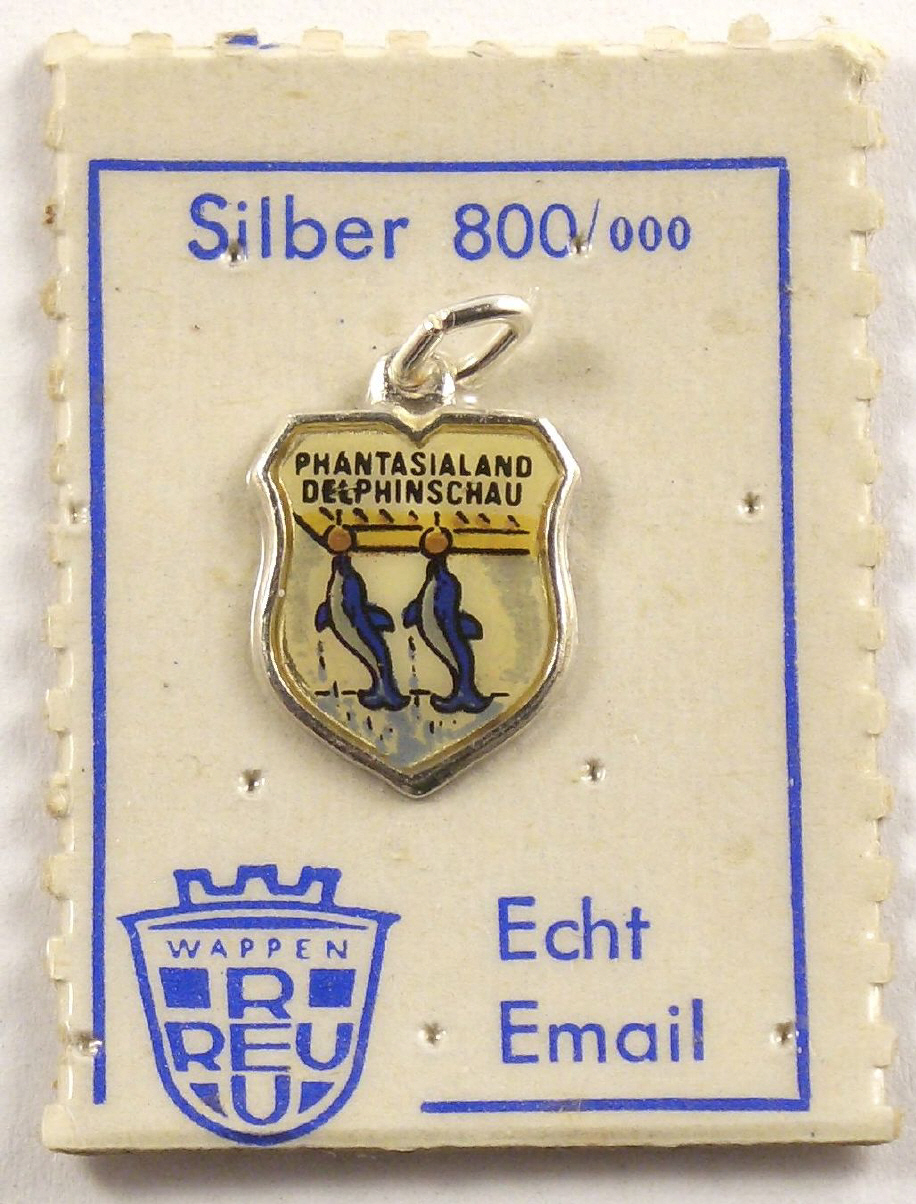 Silber 800/000
PHANTASIALAND
DELPHINSCHAU
WAPPEN
R
REU
U
Echt
Email